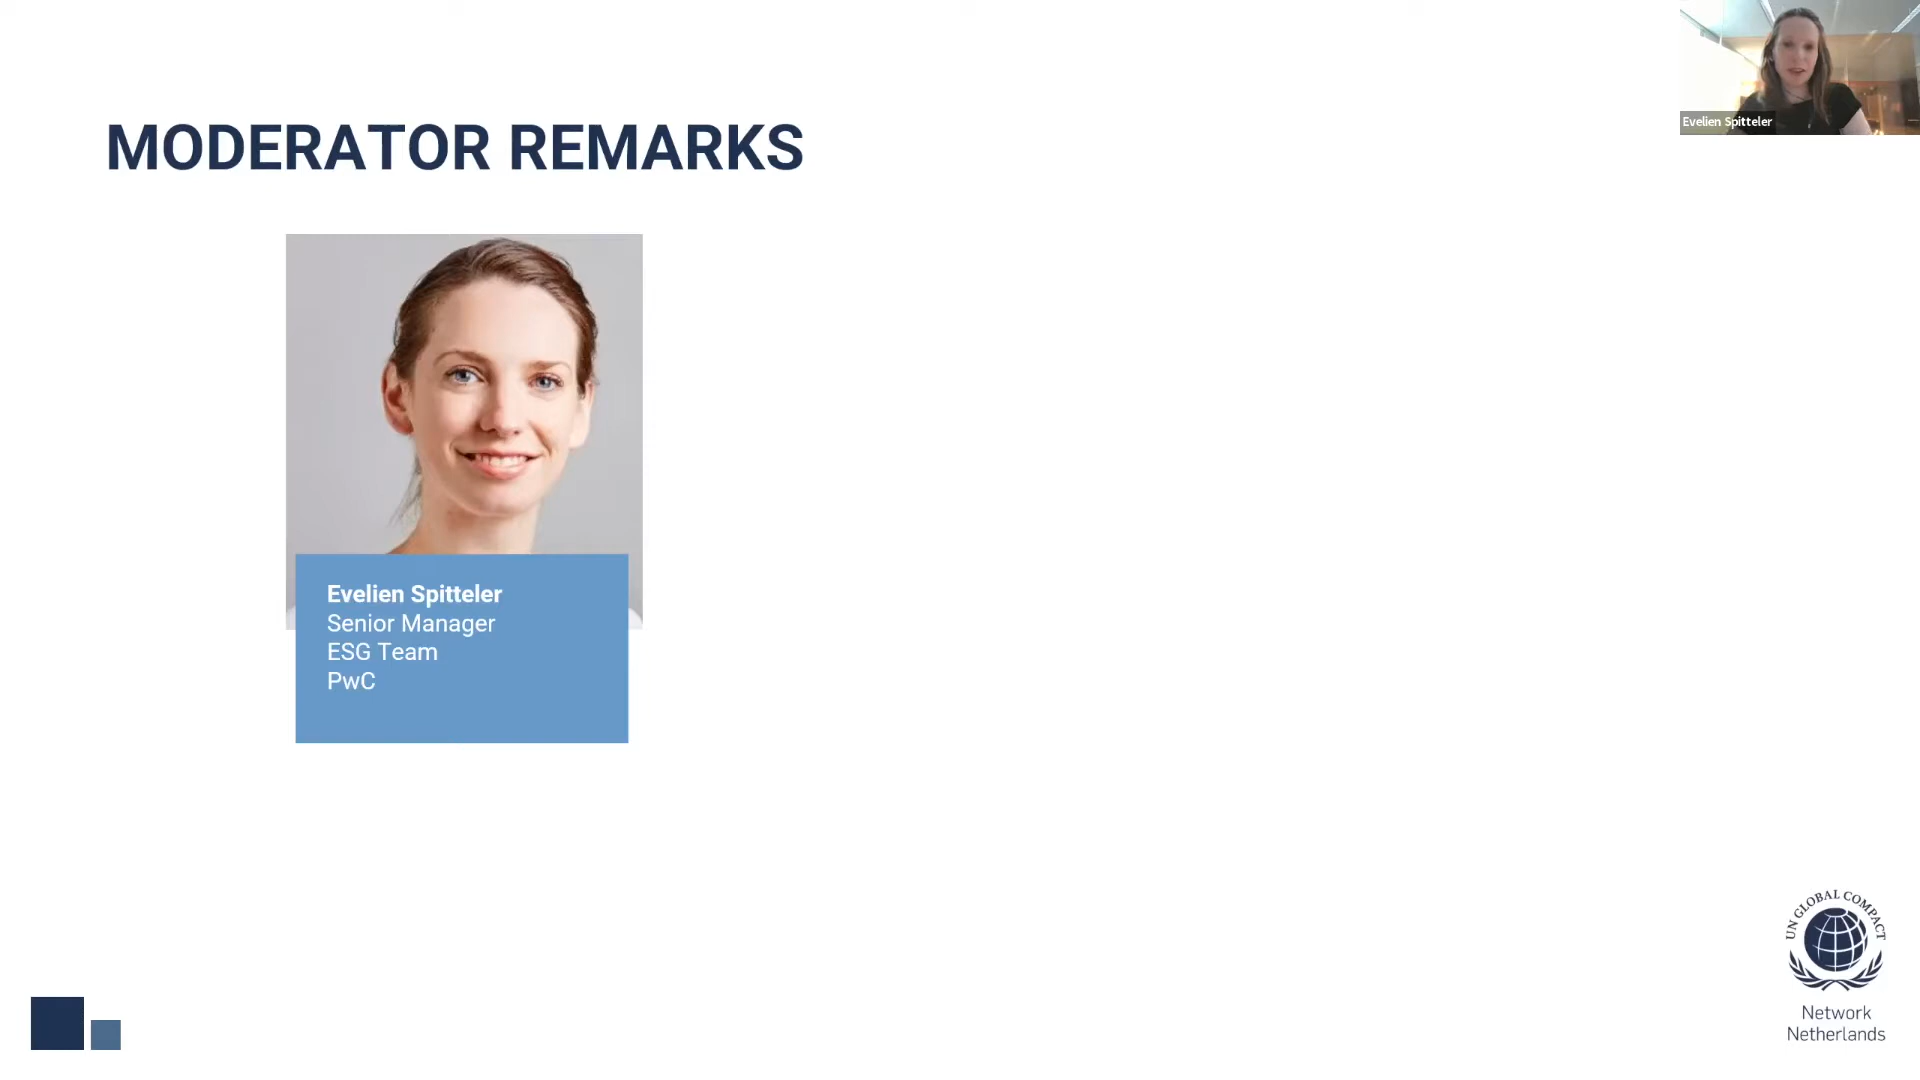 Evelien Spitteler
MODERATOR REMARKS
Evelien Spitteler
Senior Manager
ESG Team
PwC
UN GLOBAL COMPACT
Network
Netherlands